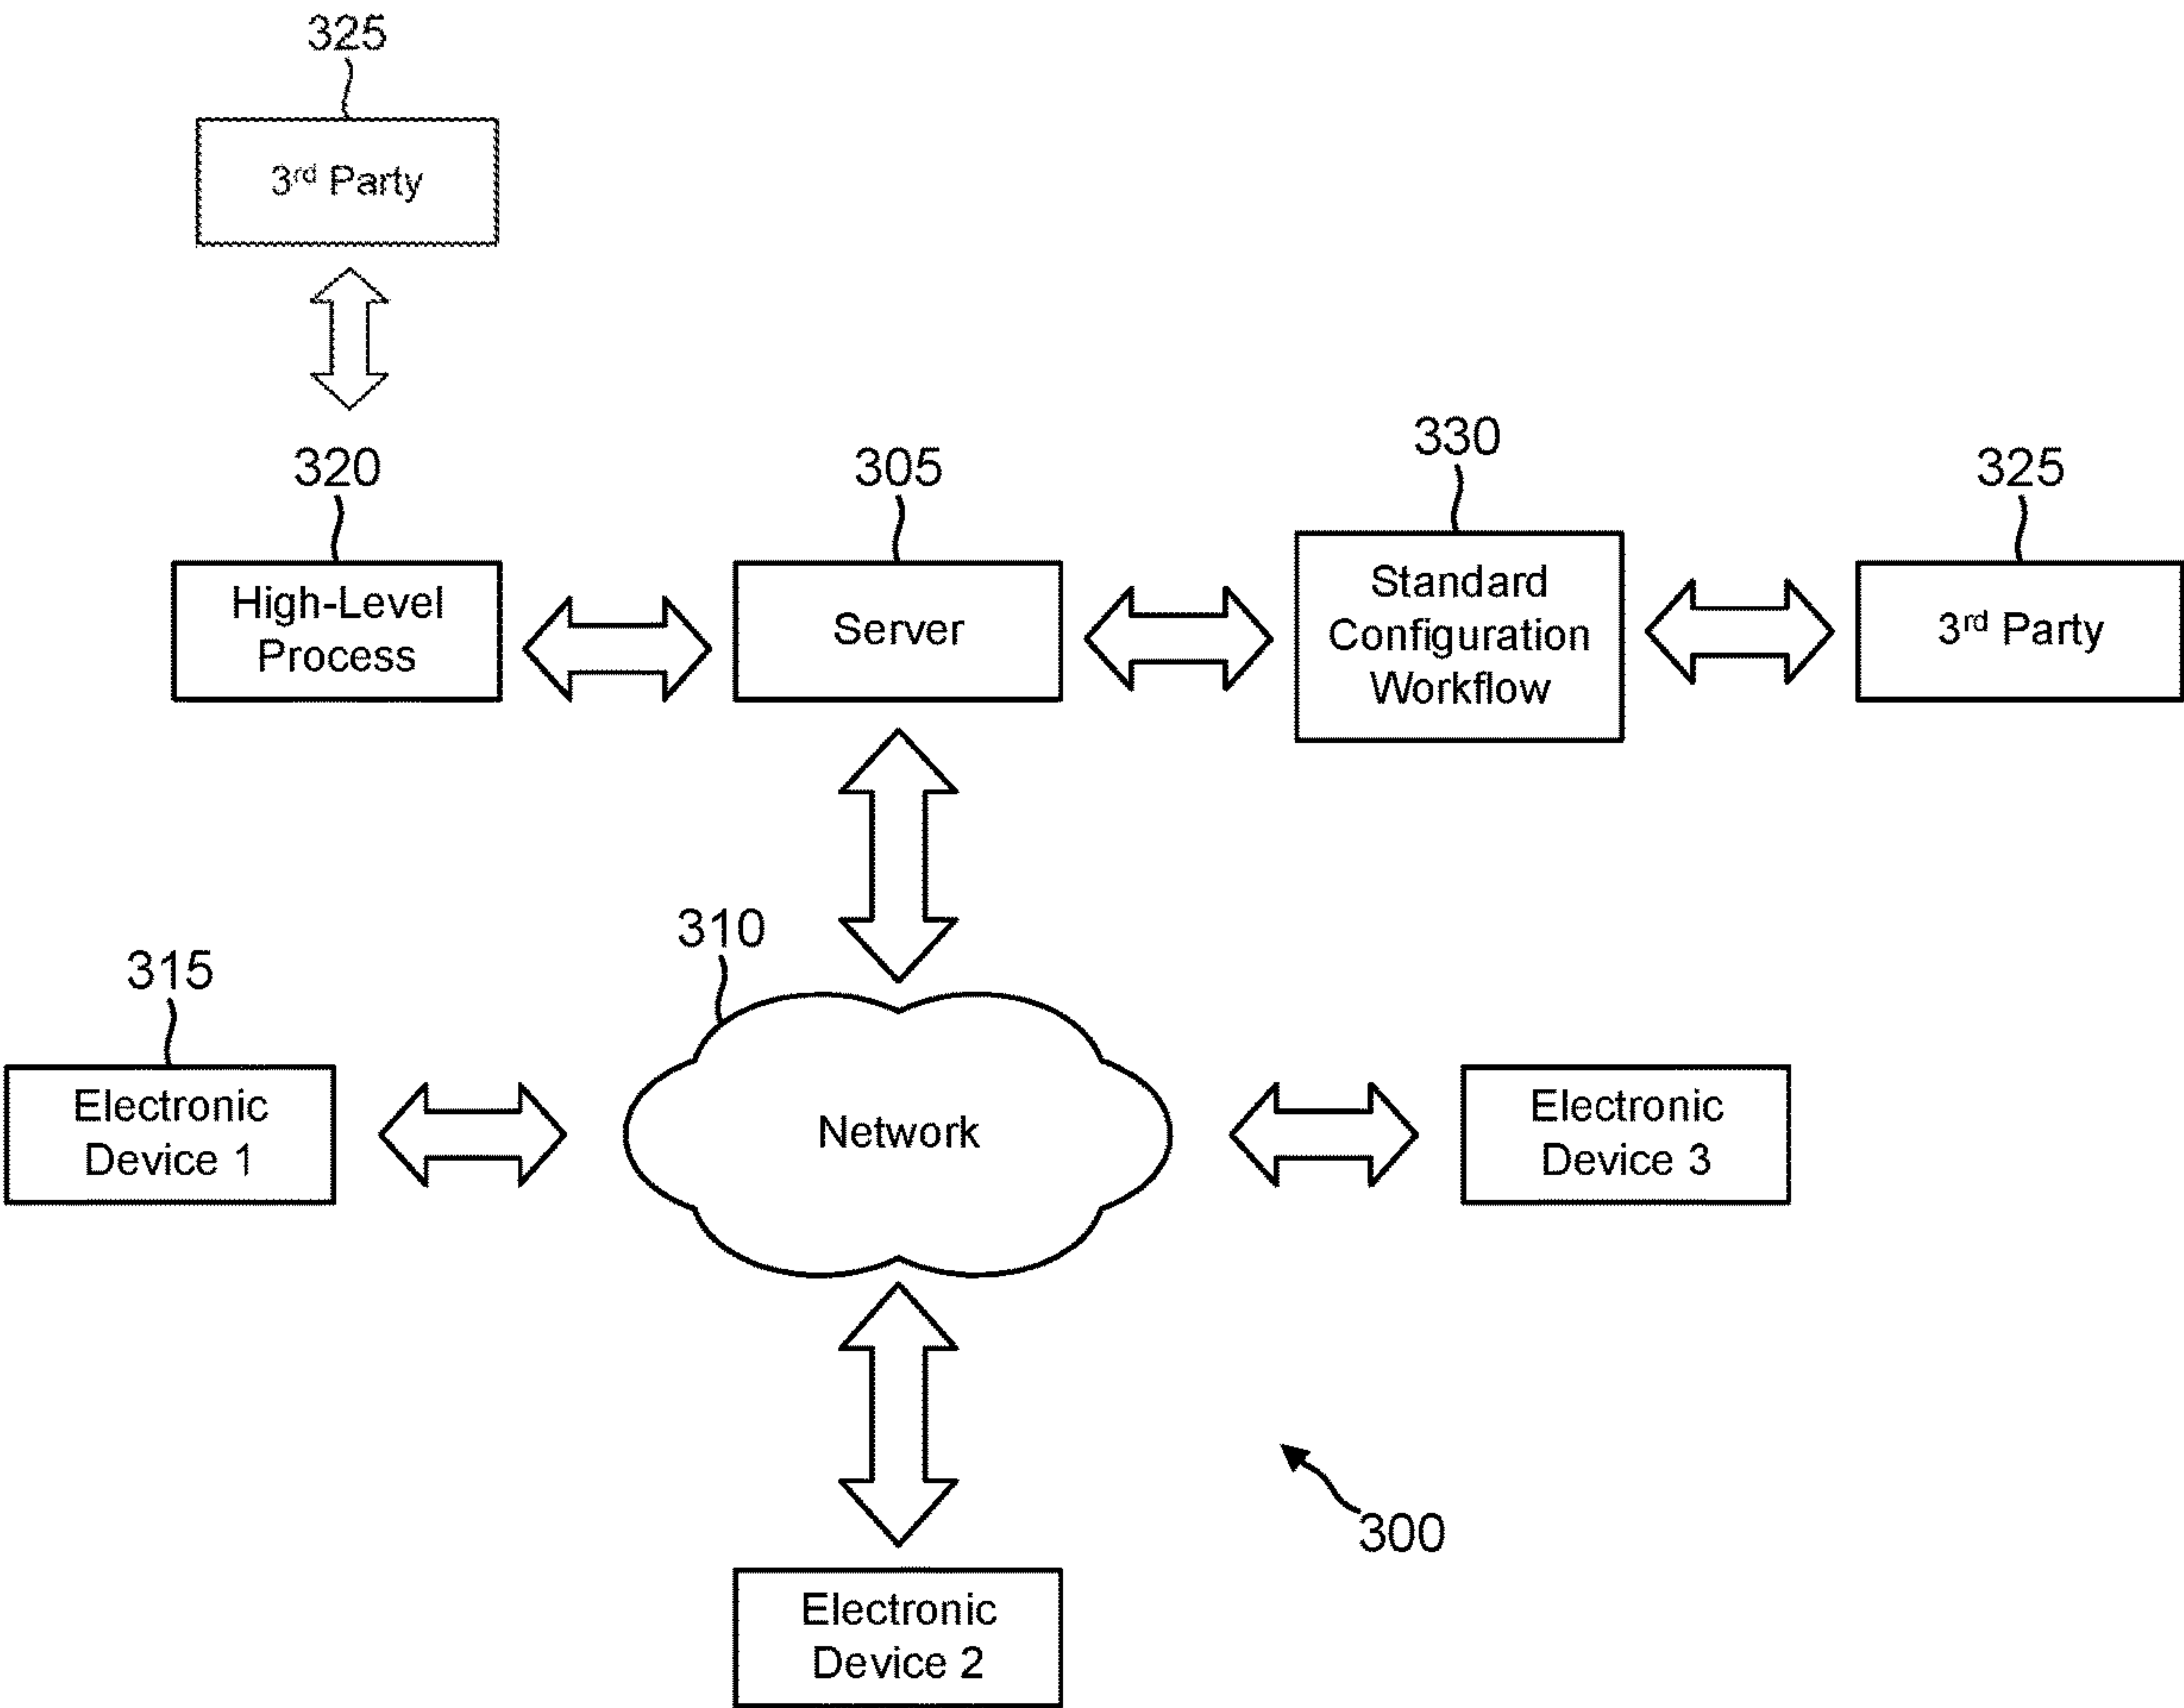 325
3rd Party
320
305
330
325
High-Level
Process
Server
Standard
Configuration
Workflow
3rd Party
310
315
Electronic
Device 1
Network
Electronic
Device 3
300
Electronic
Device 2